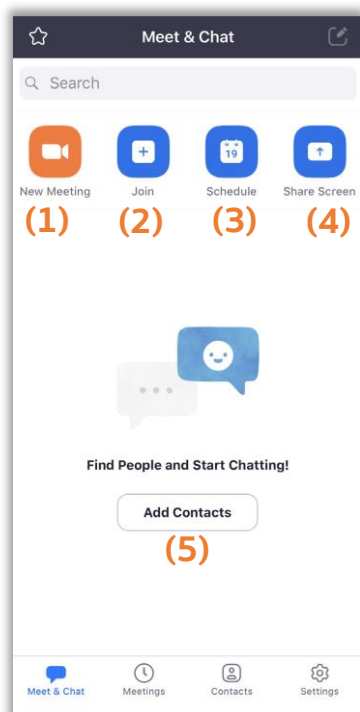 Meet & Chat
Search
19
New Meeting Join Schedule Share Screen
(1) (2) (3) (4)
Find People and Start Chatting!
Add Contacts
(5)
Meet & Chat Meetings Contacts Settings